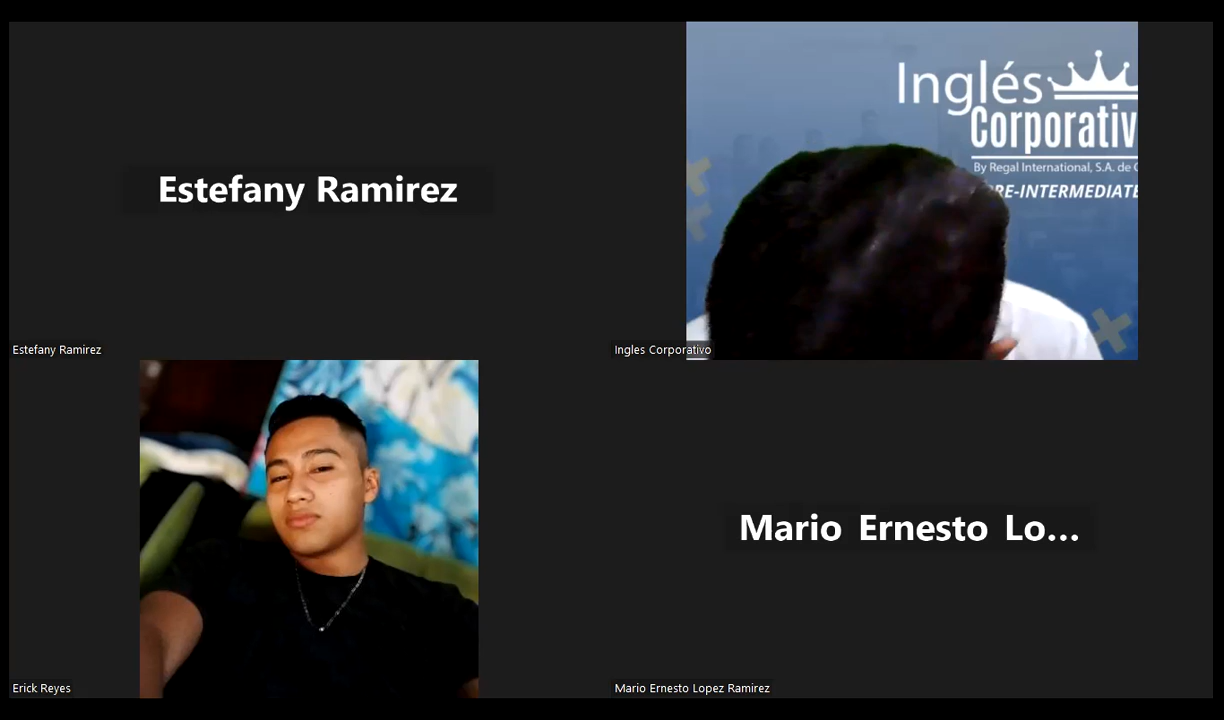 Estefany Ramirez
Estefany Ramirez
Inglés
Corporativ
By Regal International, S.A. de C
PRE-INTERMEDIATE
Ingles Corporativo
Erick Reyes
Mario Ernesto Lo...
Mario Ernesto Lopez Ramirez